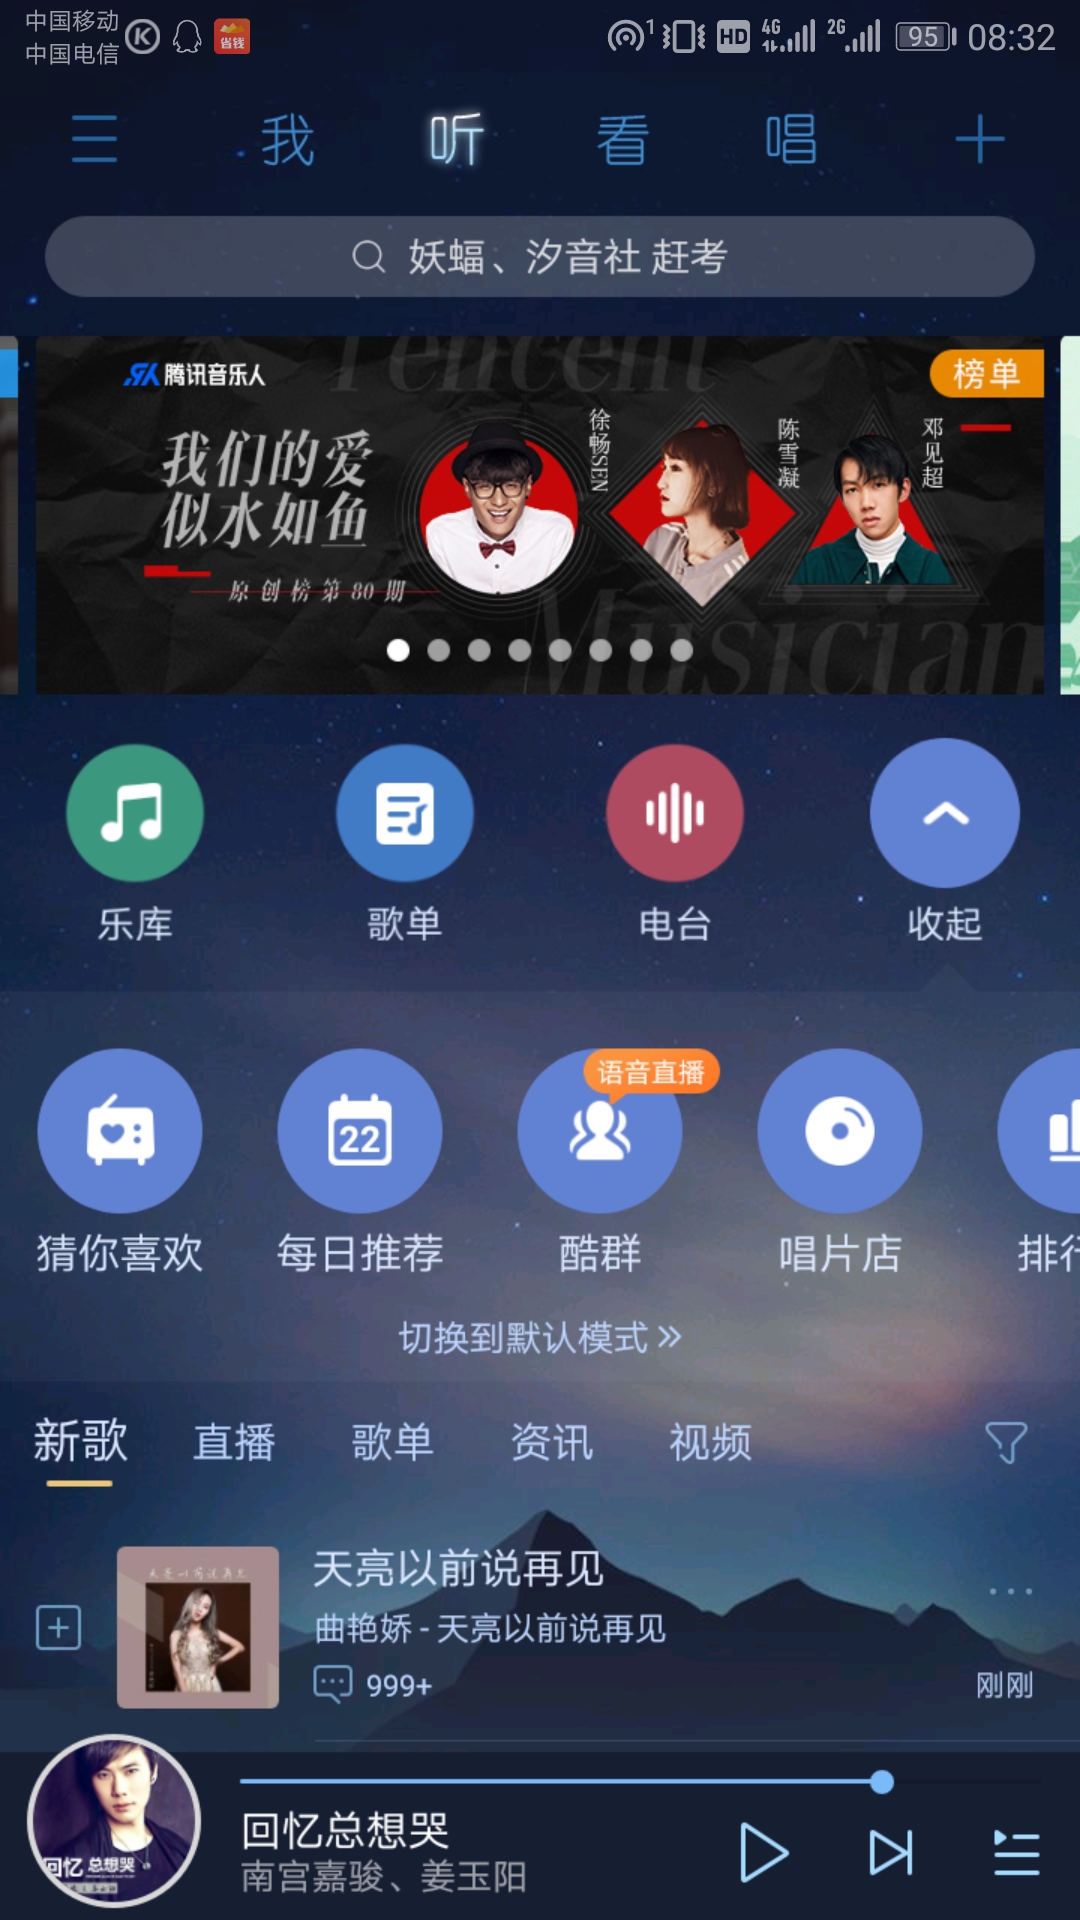 中国移动
中国电信
省钱
1
HD
4G
2G
95
08:32
我
听
看
唱
妖蝠、汐音社 赶考
Tencent
腾讯音乐人
榜单
我们的爱
似水如鱼
原创榜第80期
徐畅SEN
陈雪凝
邓见超
Musician
乐库
歌单
电台
收起
语音直播
22
猜你喜欢
每日推荐
酷群
唱片店
排行
切换到默认模式 »
新歌
直播
歌单
资讯
视频
天亮以前说再见
天亮以前说再见
曲艳娇 - 天亮以前说再见
999+
刚刚
回忆 总想哭
回忆总想哭
南宫嘉骏、姜玉阳